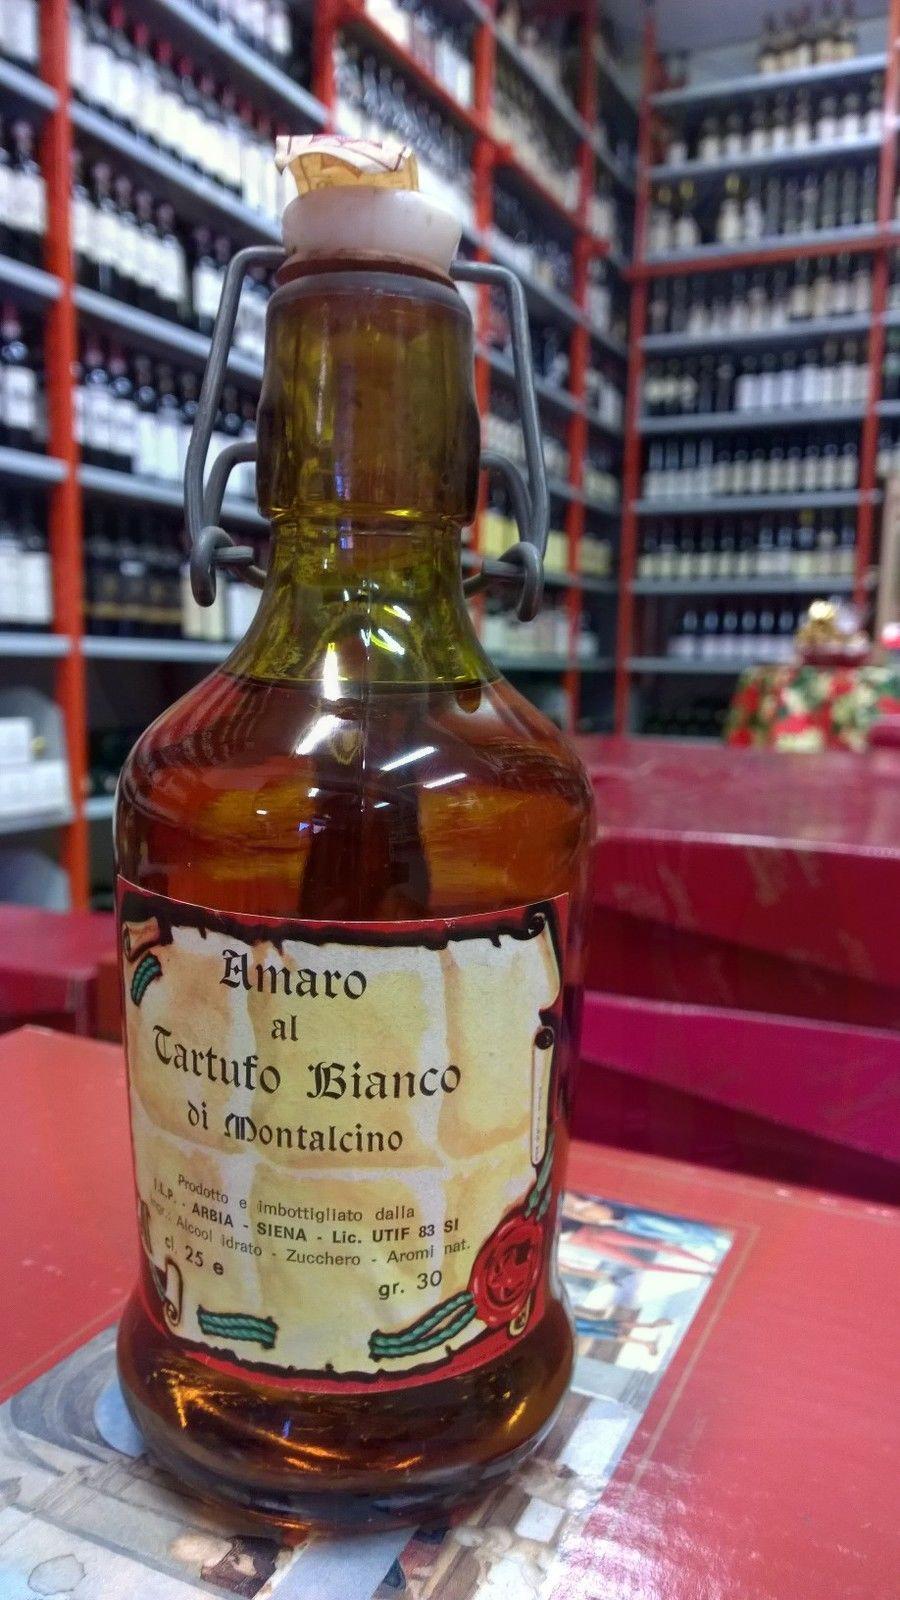 Amaro
al
Tartufo Bianco
di Montalcino
Prodotto e imbottigliato dalla
I.L.P. - ARBIA - SIENA - Lic. UTIF 83 SI
Ingr.: Alcool idrato - Zucchero - Aromi nat.
cl. 25 e
gr. 30